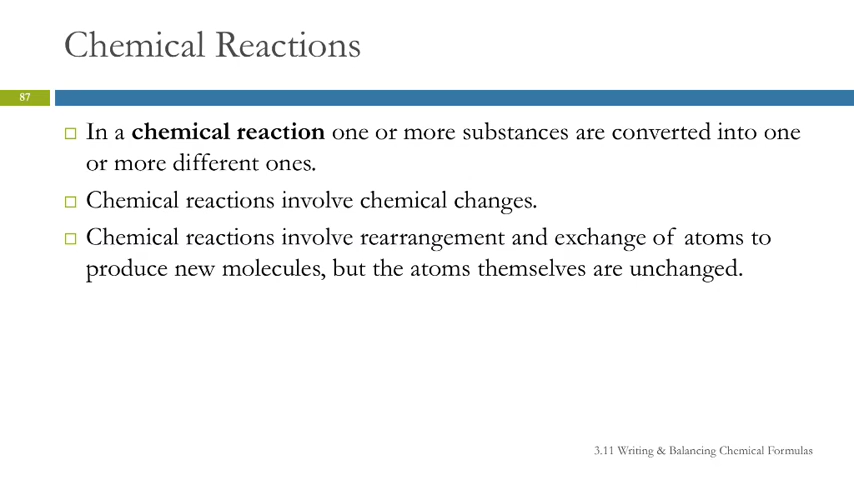 Chemical Reactions
87
In a chemical reaction one or more substances are converted into one
or more different ones.
Chemical reactions involve chemical changes.
Chemical reactions involve rearrangement and exchange of atoms to
produce new molecules, but the atoms themselves are unchanged.
3.11 Writing & Balancing Chemical Formulas